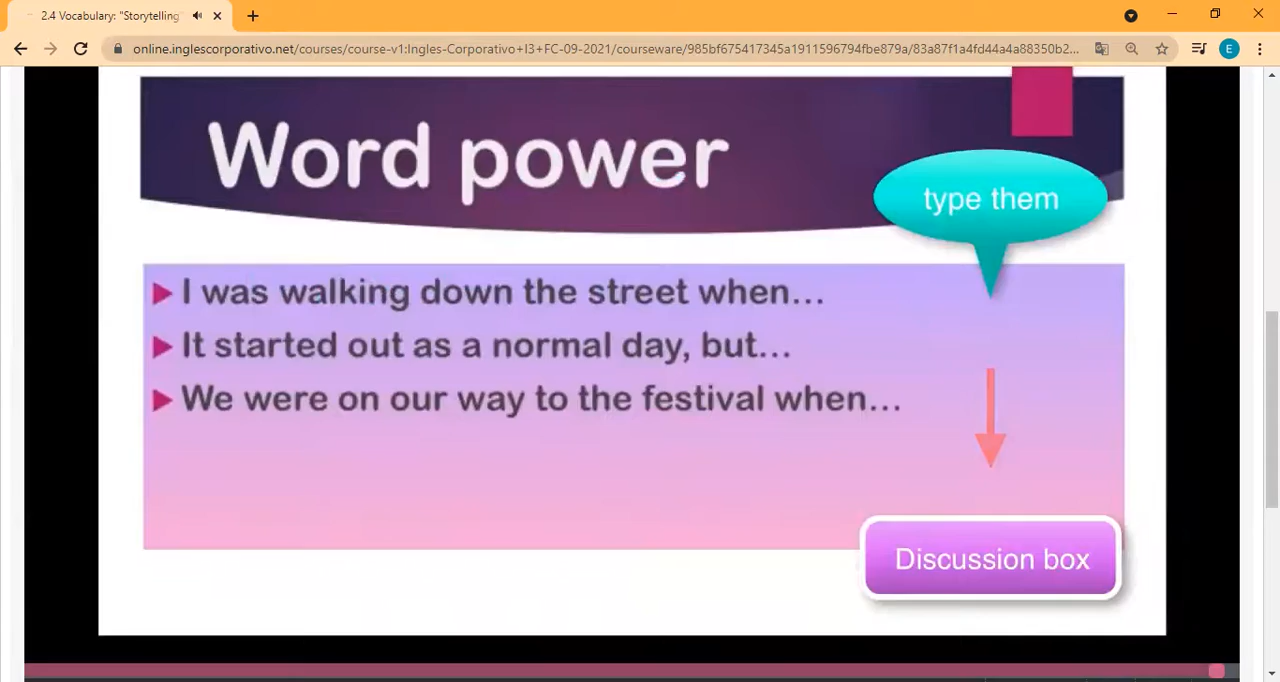 2.4 Vocabulary: "Storytelling
online.inglescorporativo.net/courses/course-v1:Ingles-Corporativo+I3+FC-09-2021/courseware/985bf675417345a1911596794fbe879a/83a87f1a4fd44a4a88350b2...
E
Word power
type them
I was walking down the street when...
It started out as a normal day, but...
We were on our way to the festival when...
Discussion box